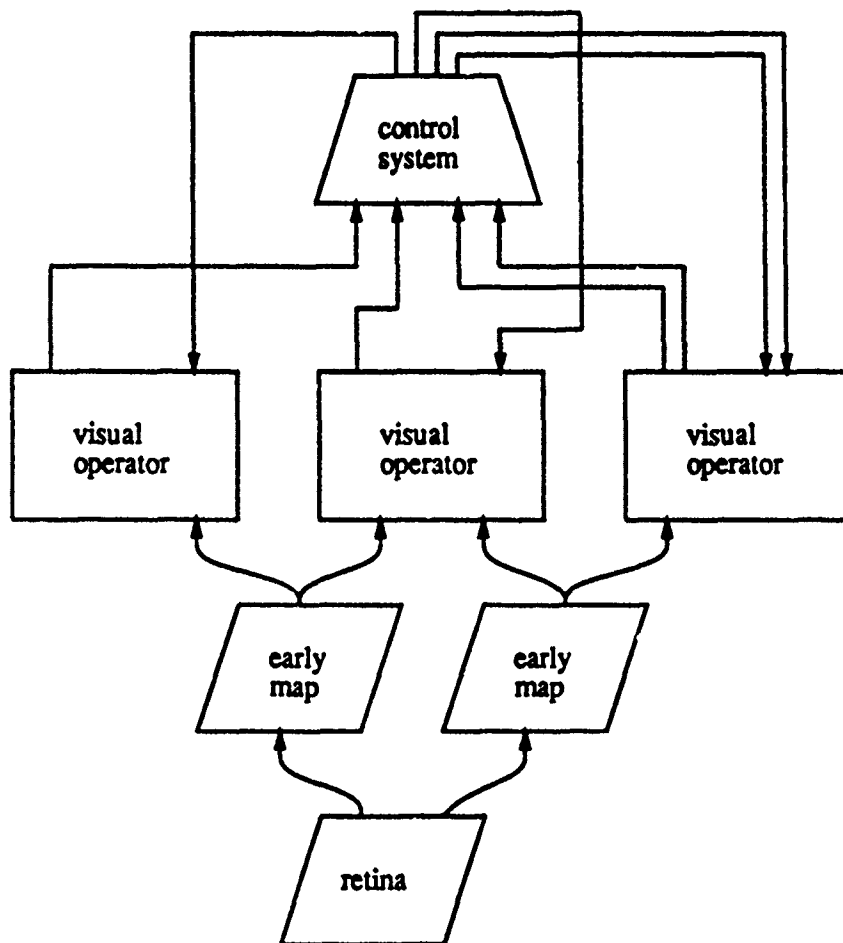 control
system
visual
operator
visual
operator
visual
operator
early
map
early
map
retina